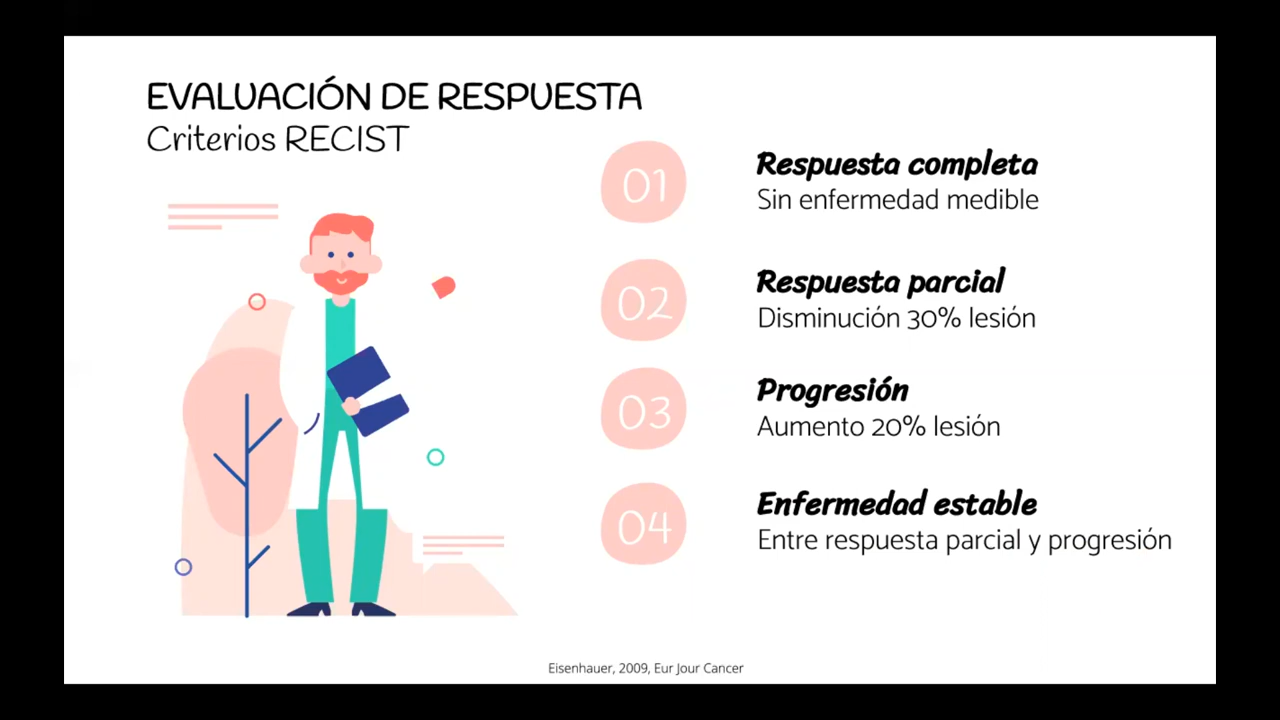 EVALUACIÓN DE RESPUESTA
Criterios RECIST
01
Respuesta completa
Sin enfermedad medible
02
Respuesta parcial
Disminución 30% lesión
03
Progresión
Aumento 20% lesión
04
Enfermedad estable
Entre respuesta parcial y progresión
Eisenhauer, 2009, Eur Jour Cancer